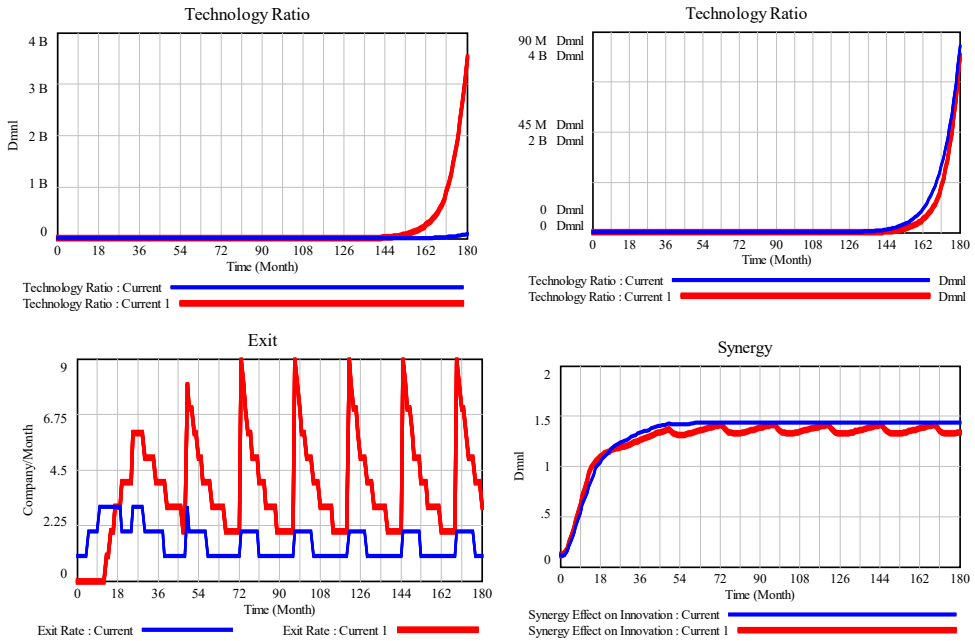 Technology Ratio
4 B
3 B
2 B
1 B
0
Dmnl
0 18 36 54 72 90 108 126 144 162 180
Time (Month)
Technology Ratio : Current
Technology Ratio : Current 1
Technology Ratio
90 M Dmnl
4 B Dmnl
45 M Dmnl
2 B Dmnl
0 Dmnl
0 Dmnl
0 18 36 54 72 90 108 126 144 162 180
Time (Month)
Technology Ratio : Current Dmnl
Technology Ratio : Current 1 Dmnl
Exit
9
6.75
4.5
2.25
0
Company/Month
0 18 36 54 72 90 108 126 144 162 180
Time (Month)
Exit Rate : Current Exit Rate : Current 1
Synergy
2
1.5
1
.5
0
Dmnl
0 18 36 54 72 90 108 126 144 162 180
Time (Month)
Synergy Effect on Innovation : Current
Synergy Effect on Innovation : Current 1